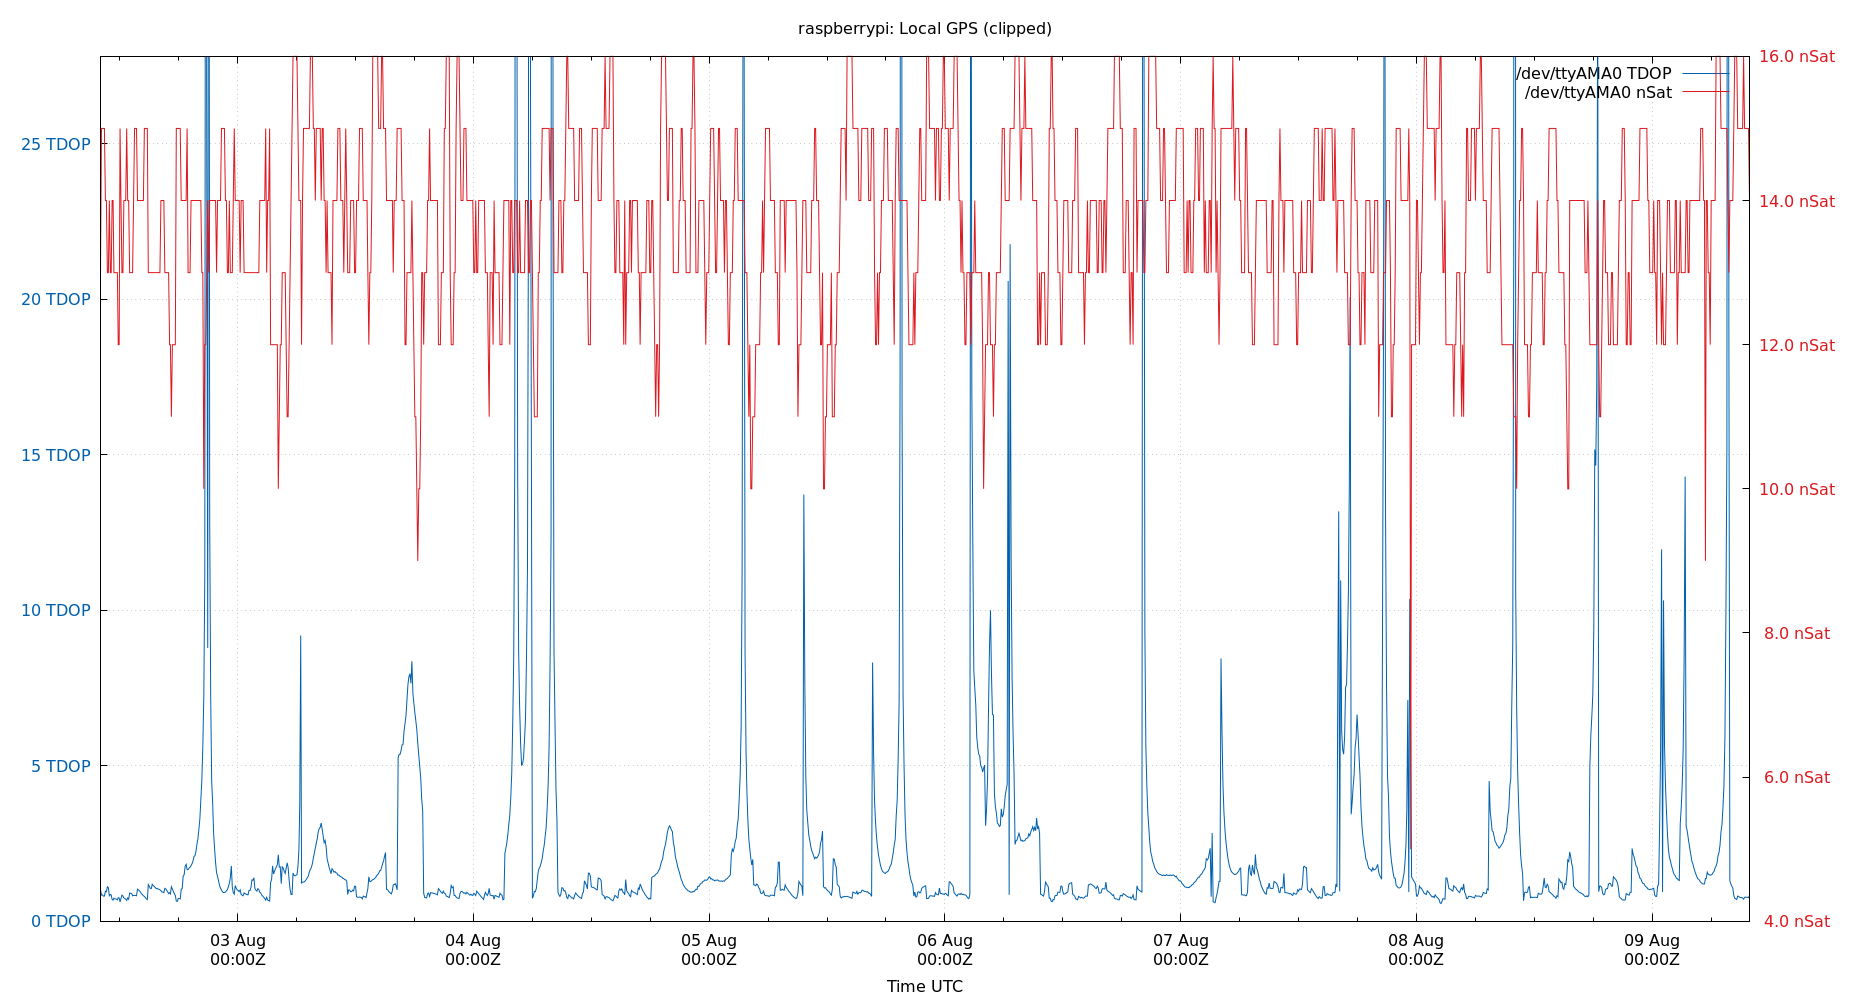 raspberrypi: Local GPS (clipped)
/dev/ttyAMA0 TDOP
/dev/ttyAMA0 nSat
25 TDOP
20 TDOP
15 TDOP
10 TDOP
5 TDOP
0 TDOP
16.0 nSat
14.0 nSat
12.0 nSat
10.0 nSat
8.0 nSat
6.0 nSat
4.0 nSat
03 Aug 04 Aug 05 Aug 06 Aug 07 Aug 08 Aug 09 Aug
00:00Z 00:00Z 00:00Z 00:00Z 00:00Z 00:00Z 00:00Z
Time UTC